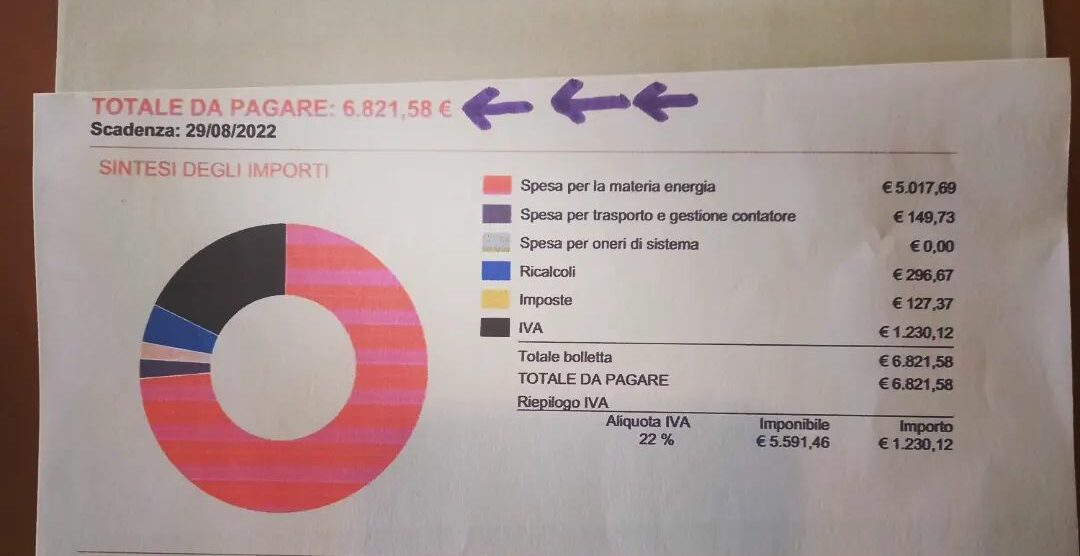 TOTALE DA PAGARE: 6.821,58 €
Scadenza: 29/08/2022
SINTESI DEGLI IMPORTI
Spesa per la materia energia € 5.017,69
Spesa per trasporto e gestione contatore € 149,73
Spesa per oneri di sistema € 0,00
Ricalcoli € 296,67
Imposte € 127,37
IVA € 1.230,12
Totale bolletta € 6.821,58
TOTALE DA PAGARE € 6.821,58
Riepilogo IVA
Aliquota IVA Imponibile Importo
22 % € 5.591,46 € 1.230,12